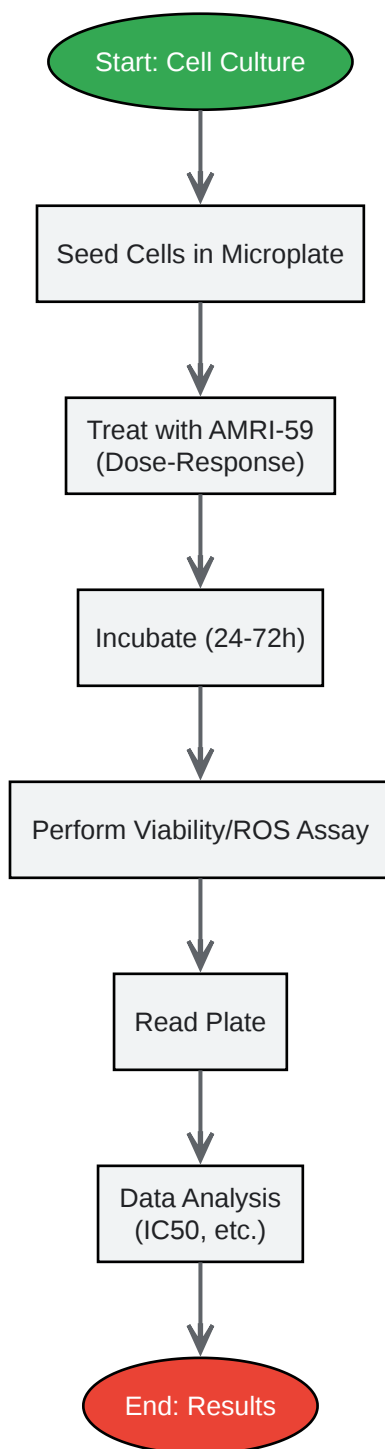 Start: Cell Culture
Seed Cells in Microplate
Treat with AMRI-59
(Dose-Response)
Incubate (24-72h)
Perform Viability/ROS Assay
Read Plate
Data Analysis
(IC50, etc.)
End: Results